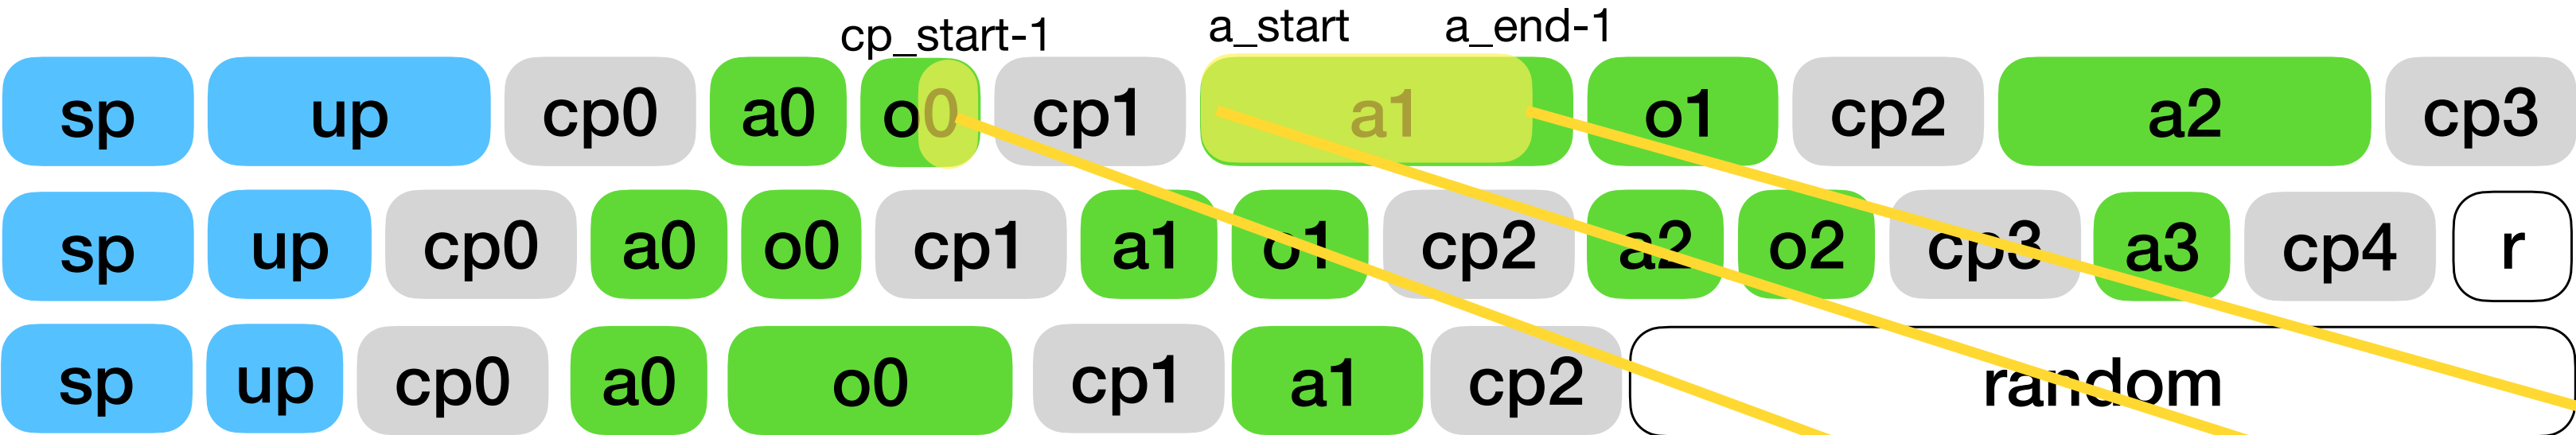 cp_start-1 a_start a_end-1
sp up cp0 a0 o0 cp1 a1 o1 cp2 a2 cp3
sp up cp0 a0 o0 cp1 a1 o1 cp2 a2 o2 cp3 a3 cp4 r
sp up cp0 a0 o0 cp1 a1 cp2 random